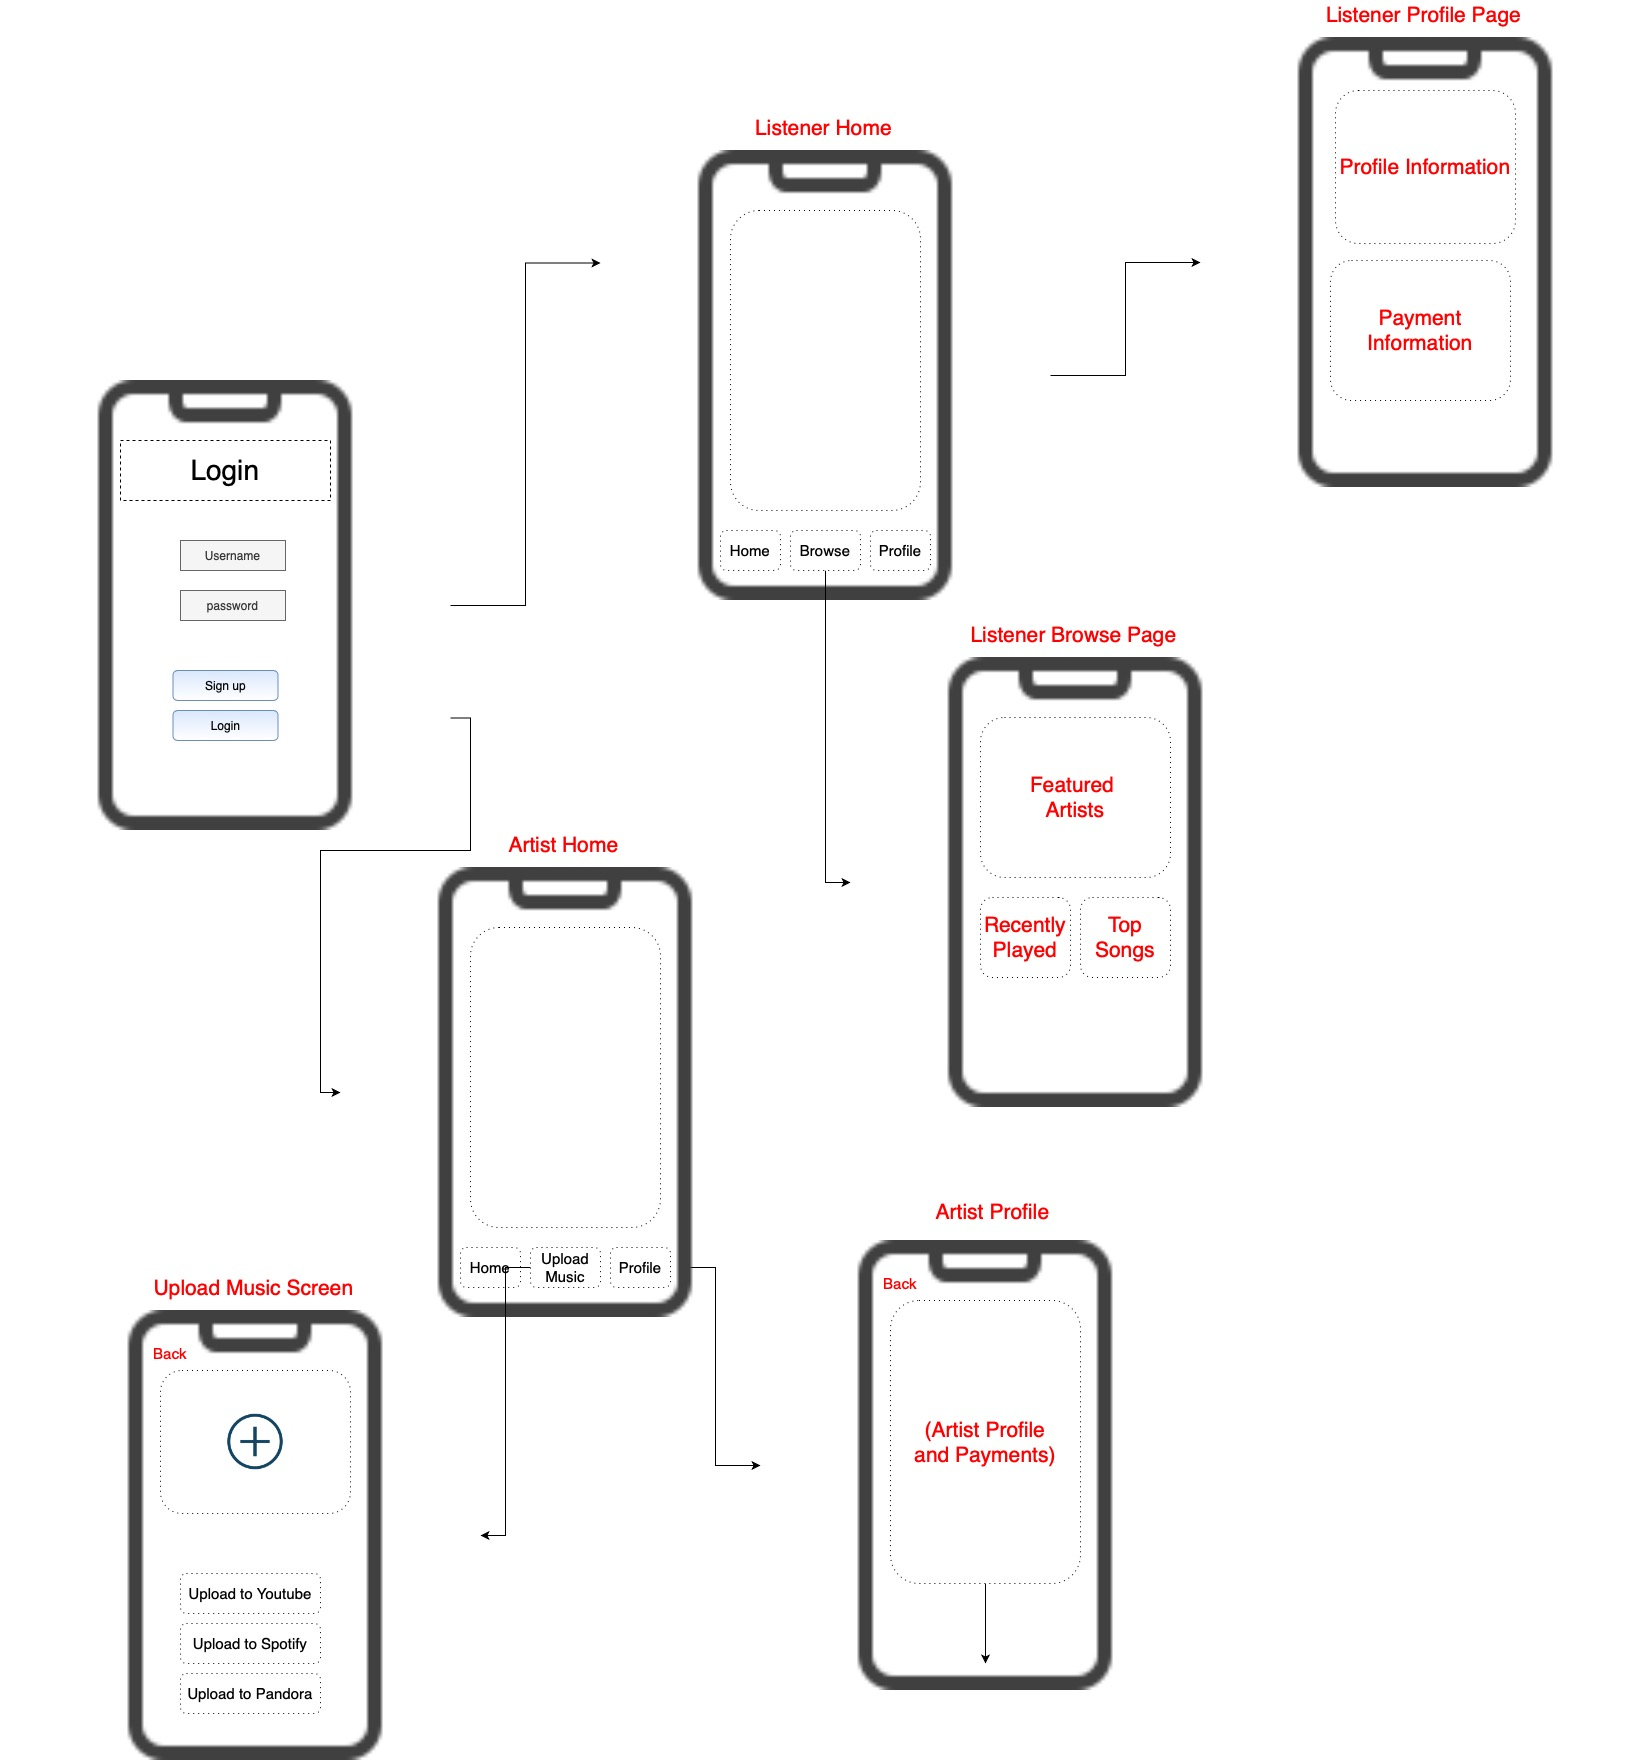 Listener Profile Page
Profile Information
Payment
Information
Listener Home
Home
Browse
Profile
Login
Username
password
Sign up
Login
Listener Browse Page
Featured
Artists
Recently
Played
Top
Songs
Artist Home
Home
Upload
Music
Profile
Artist Profile
Back
(Artist Profile
and Payments)
Upload Music Screen
Back
Upload to Youtube
Upload to Spotify
Upload to Pandora